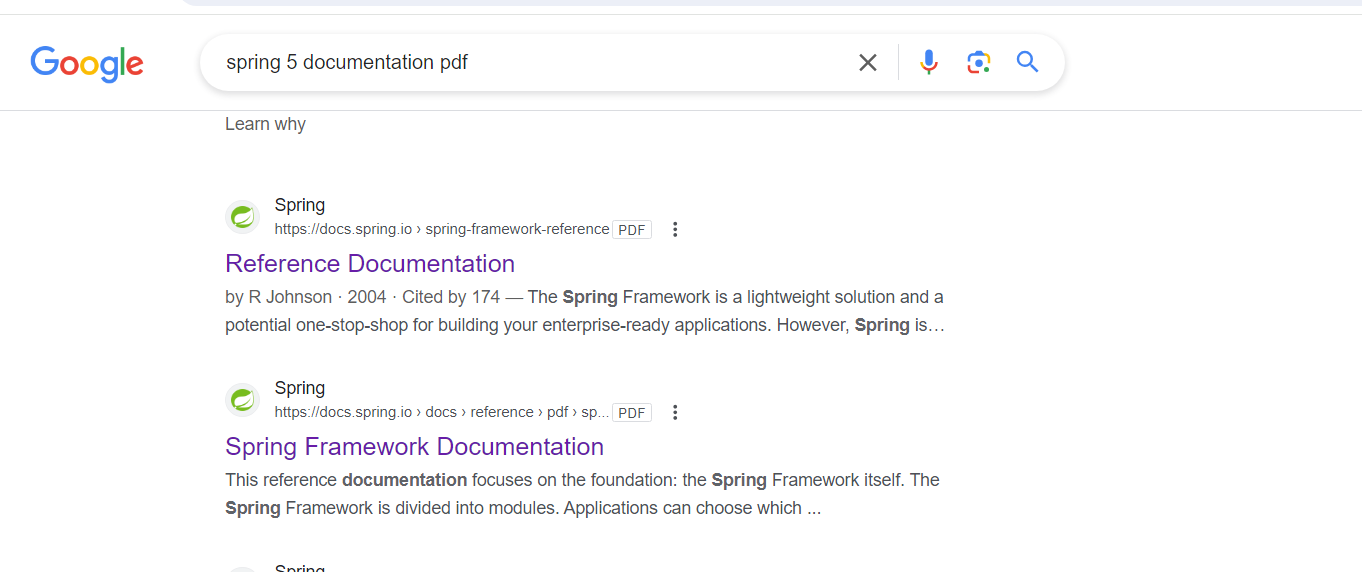 Google
spring 5 documentation pdf
Learn why
Spring
https://docs.spring.io › spring-framework-reference PDF
Reference Documentation
by R Johnson · 2004 · Cited by 174 — The Spring Framework is a lightweight solution and a
potential one-stop-shop for building your enterprise-ready applications. However, Spring is…
Spring
https://docs.spring.io › docs › reference › pdf › sp... PDF
Spring Framework Documentation
This reference documentation focuses on the foundation: the Spring Framework itself. The
Spring Framework is divided into modules. Applications can choose which ...
Spring